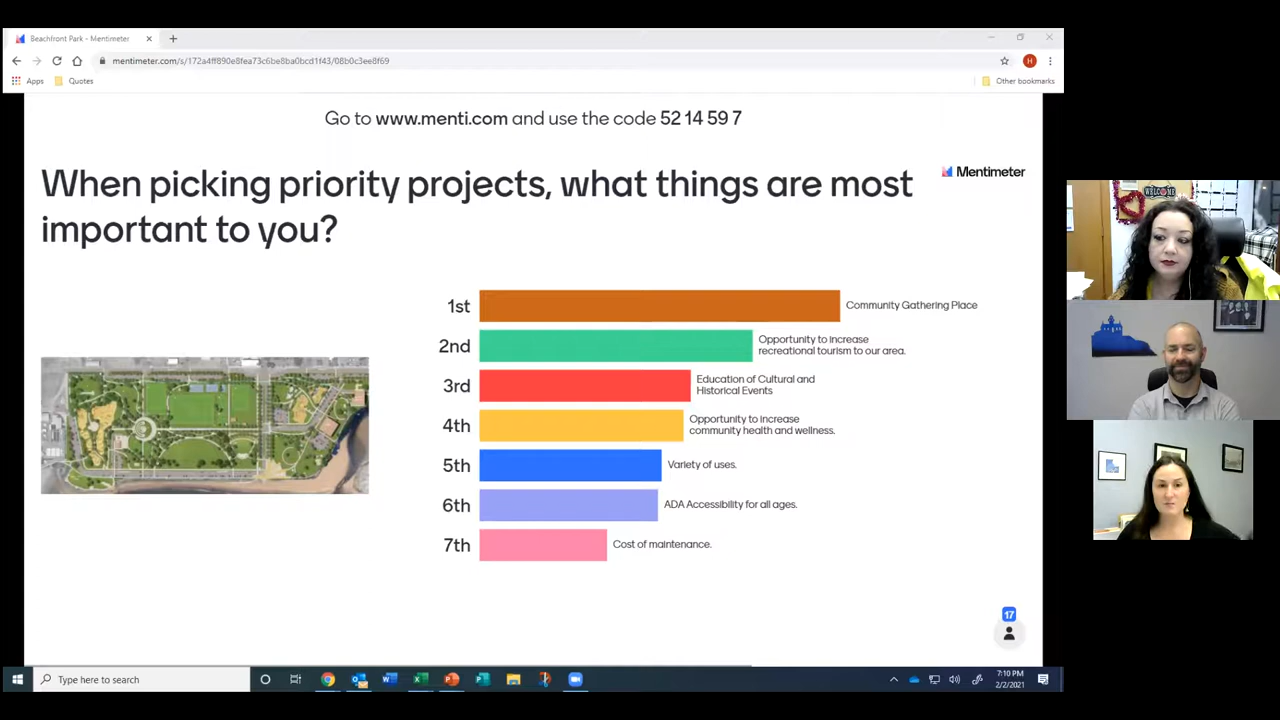 Beachfront Park - Mentimeter
mentimeter.com/s/172a4ff890e8fea73c6be8ba0bcd1f43/08b0c3ee8f69
H
Apps
Quotes
Other bookmarks
Go to www.menti.com and use the code 52 14 59 7
When picking priority projects, what things are most
important to you?
Mentimeter
WELCOME
1st
Community Gathering Place
2nd
Opportunity to increase
recreational tourism to our area.
3rd
Education of Cultural and
Historical Events
4th
Opportunity to increase
community health and wellness.
5th
Variety of uses.
6th
ADA Accessibility for all ages.
7th
Cost of maintenance.
17
Type here to search
7:10 PM
2/2/2021